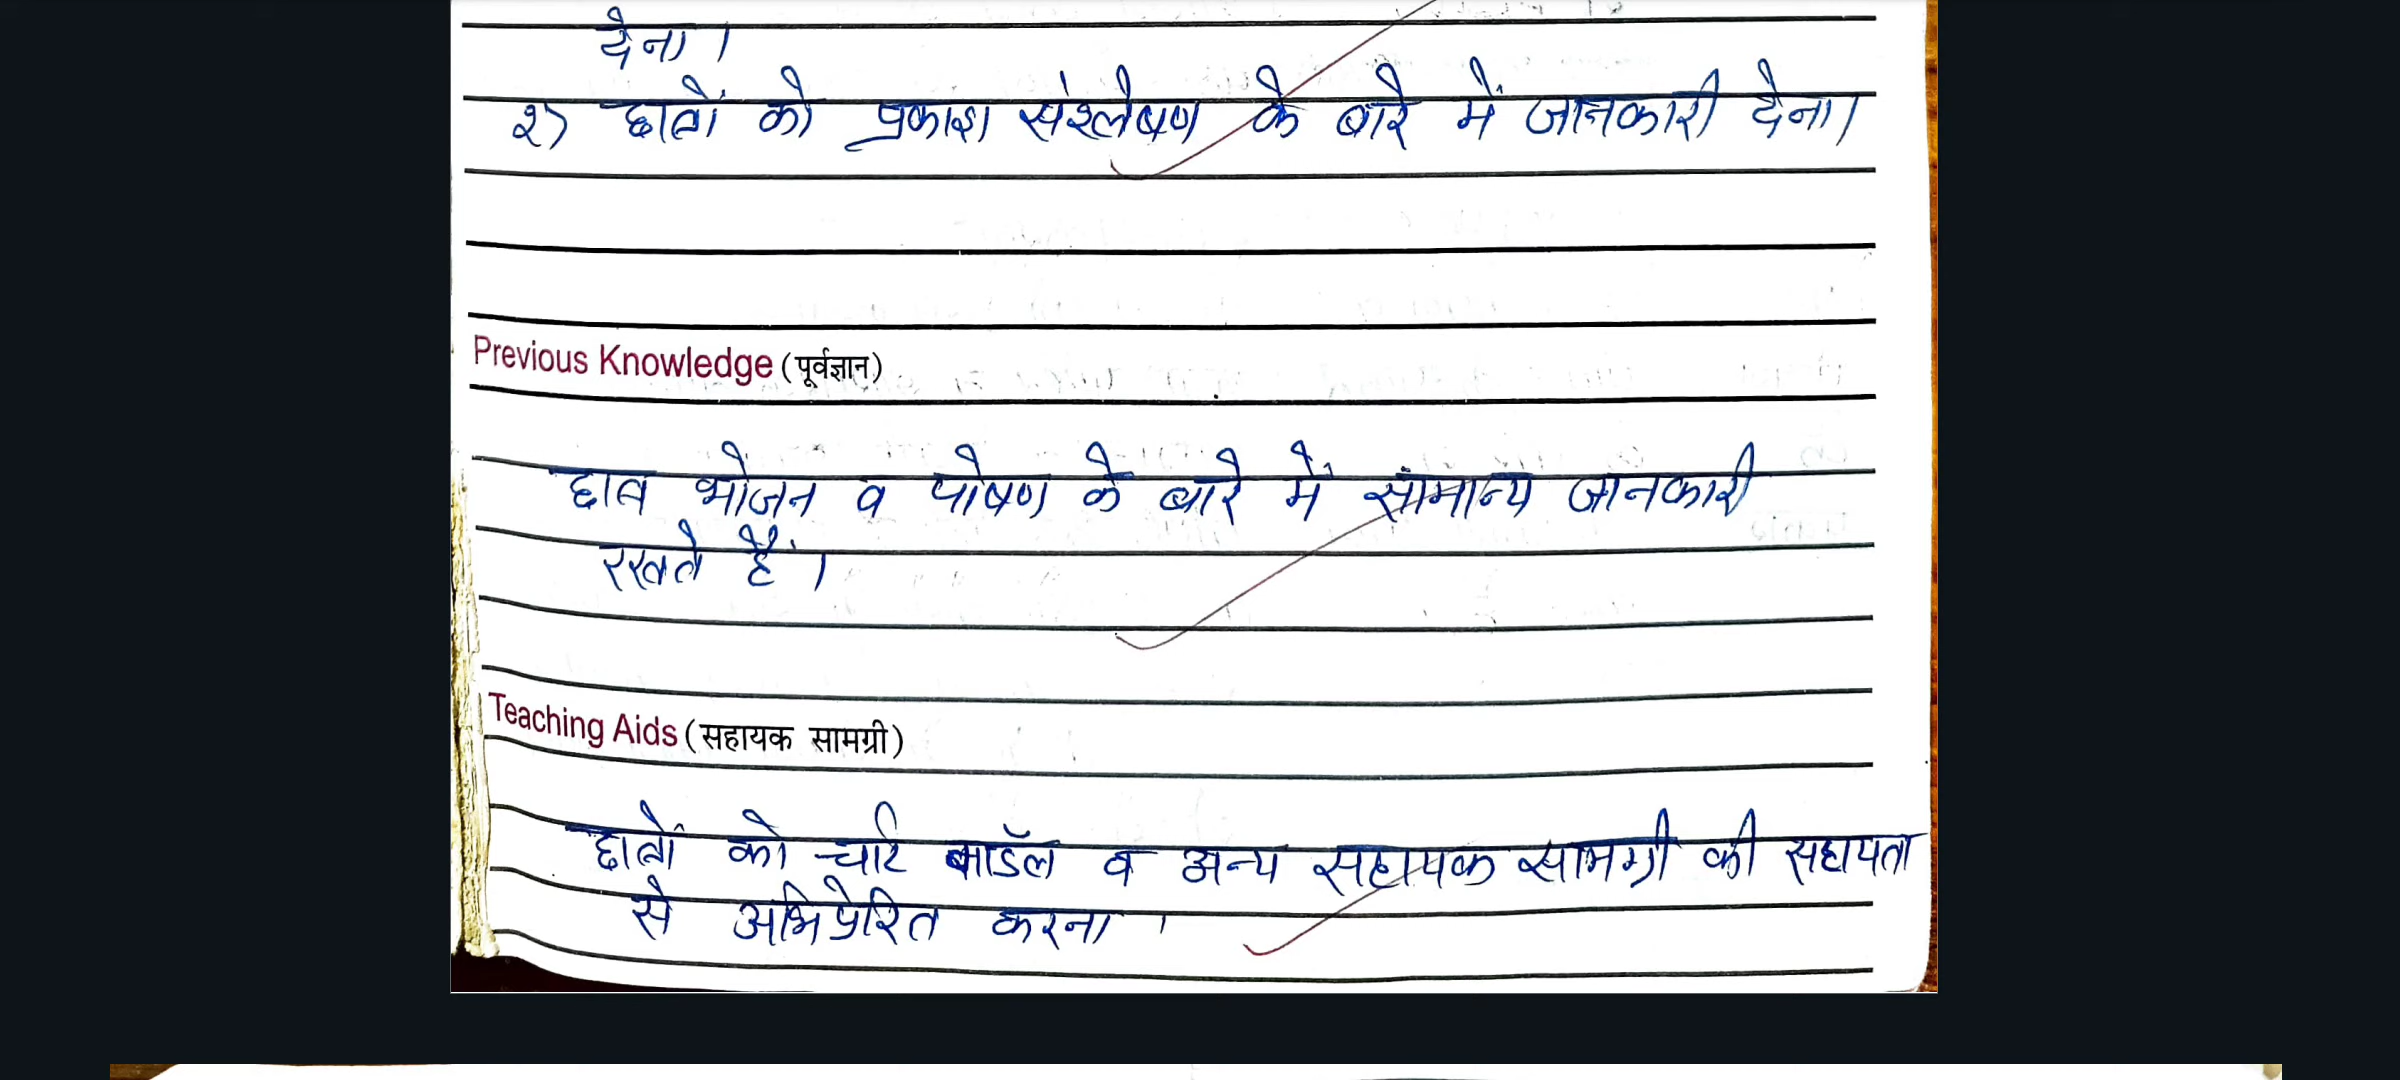 देना।
२) छात्रों को प्रकाश संश्लेषण के बारे में जानकारी देना।
Previous Knowledge (पूर्वज्ञान)
छात्र भोजन व पोषण के बारे में सामान्य जानकारी
रखते हैं।
Teaching Aids (सहायक सामग्री)
छात्रों को चार्ट मॉडल व अन्य सहायक सामग्री की सहायता
से अभिप्रेरित करना।